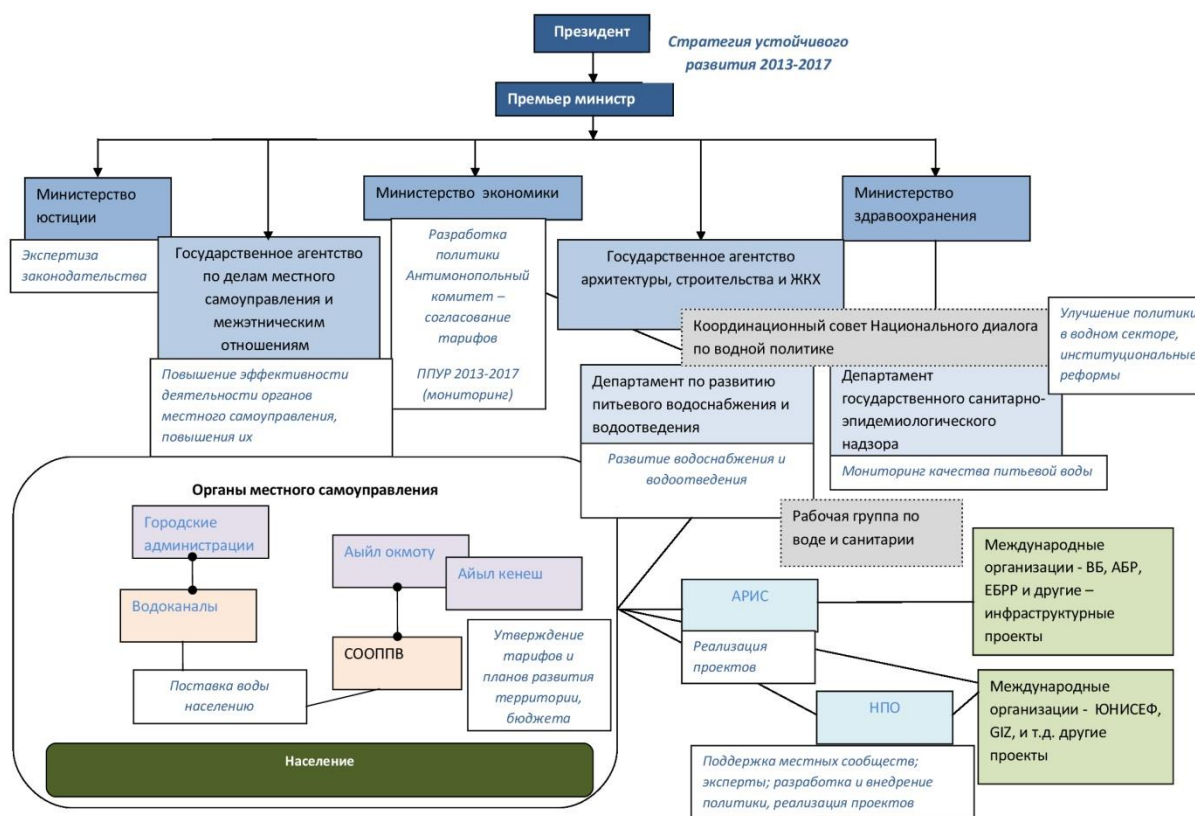 Президент
Стратегия устойчивого
развития 2013-2017
Премьер министр
Министерство
юстиции
Экспертиза
законодательства
Государственное агентство
по делам местного
самоуправления и
межэтническим
отношениям
Повышение эффективности
деятельности органов
местного самоуправления,
повышения их
Министерство экономики
Разработка
политики
Антимонопольный
комитет –
согласование
тарифов
ППУР 2013-2017
(мониторинг)
Государственное агентство
архитектуры, строительства и ЖКХ
Министерство
здравоохранения
Координационный совет Национального диалога
по водной политике
Улучшение политики
в водном секторе,
институциональные
реформы
Департамент по развитию
питьевого водоснабжения и
водоотведения
Развитие водоснабжения и
водоотведения
Департамент
государственного санитарно-
эпидемиологического
надзора
Мониторинг качества питьевой воды
Рабочая группа по
воде и санитарии
Органы местного самоуправления
Городские
администрации
Водоканалы
Поставка воды
населению
Аыйл окмоту
Айыл кенеш
СООППВ
Утверждение
тарифов и
планов развития
территории,
бюджета
Население
АРИС
Реализация
проектов
НПО
Поддержка местных сообществ;
эксперты; разработка и внедрение
политики, реализация проектов
Международные
организации - ВБ, АБР,
ЕБРР и другие –
инфраструктурные
проекты
Международные
организации - ЮНИСЕФ,
GIZ, и т.д. другие
проекты